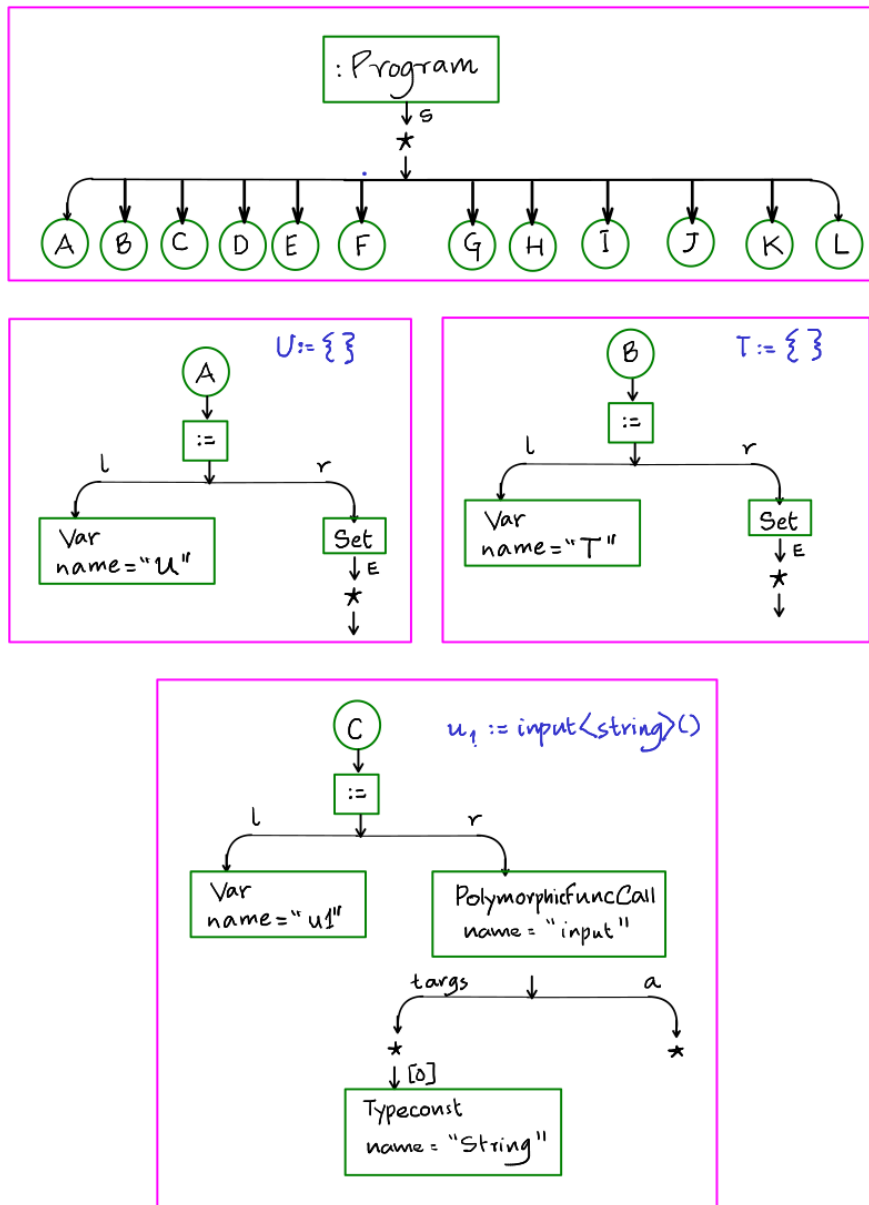 : Program
s
*
A B C D E F G H I J K L
U:= { }
A
:=
l r
Var
name="U"
Set
E
*
T:= { }
B
:=
l r
Var
name="T"
Set
E
*
C
u1 := input<string>()
:=
l r
Var
name="u1"
PolymorphicFuncCall
name = "input"
targs a
* *
[0]
Typeconst
name = "String"